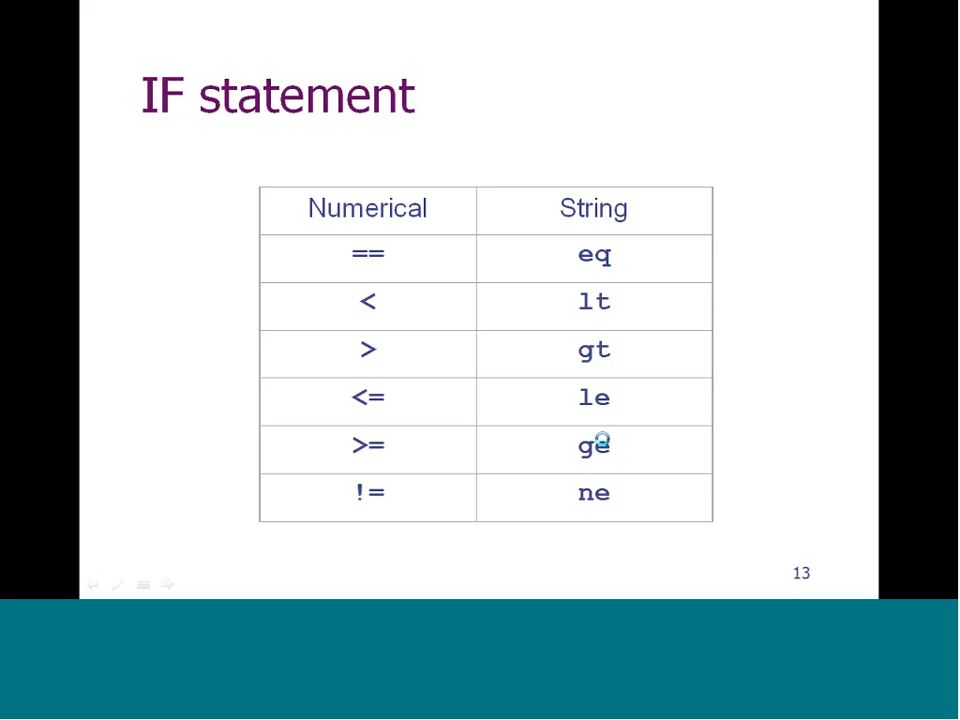 IF statement
Numerical String
== eq
< lt
> gt
<= le
>= ge
!= ne
13